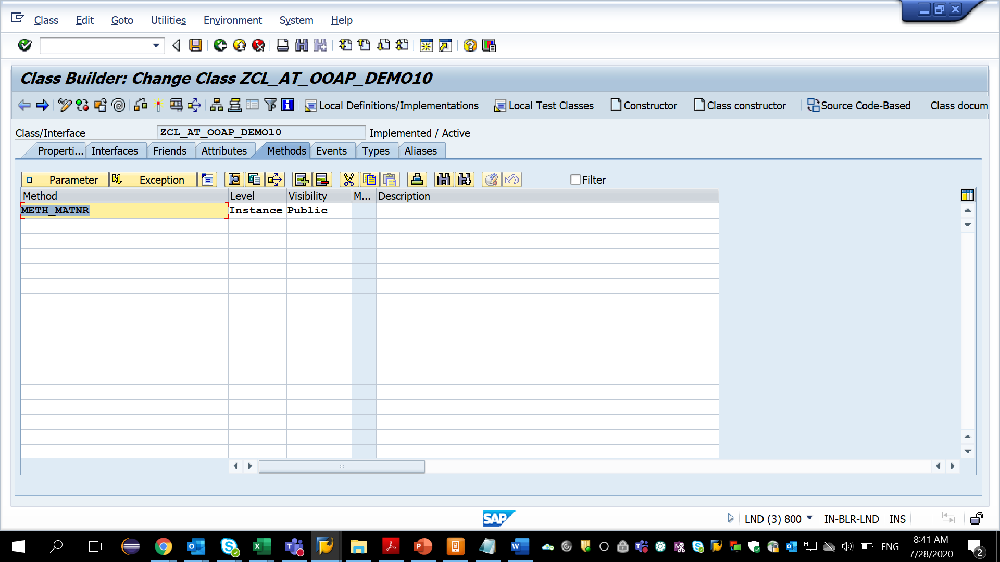 Class Edit Goto Utilities Environment System Help
Class Builder: Change Class ZCL_AT_OOAP_DEMO10
Local Definitions/Implementations Local Test Classes Constructor Class constructor Source Code-Based Class docum
Class/Interface ZCL_AT_OOAP_DEMO10 Implemented / Active
Properti... Interfaces Friends Attributes Methods Events Types Aliases
Parameter Exception Filter
Method Level Visibility M... Description
METH_MATNR Instance Public
SAP LND (3) 800 IN-BLR-LND INS
ENG 8:41 AM
7/28/2020 2